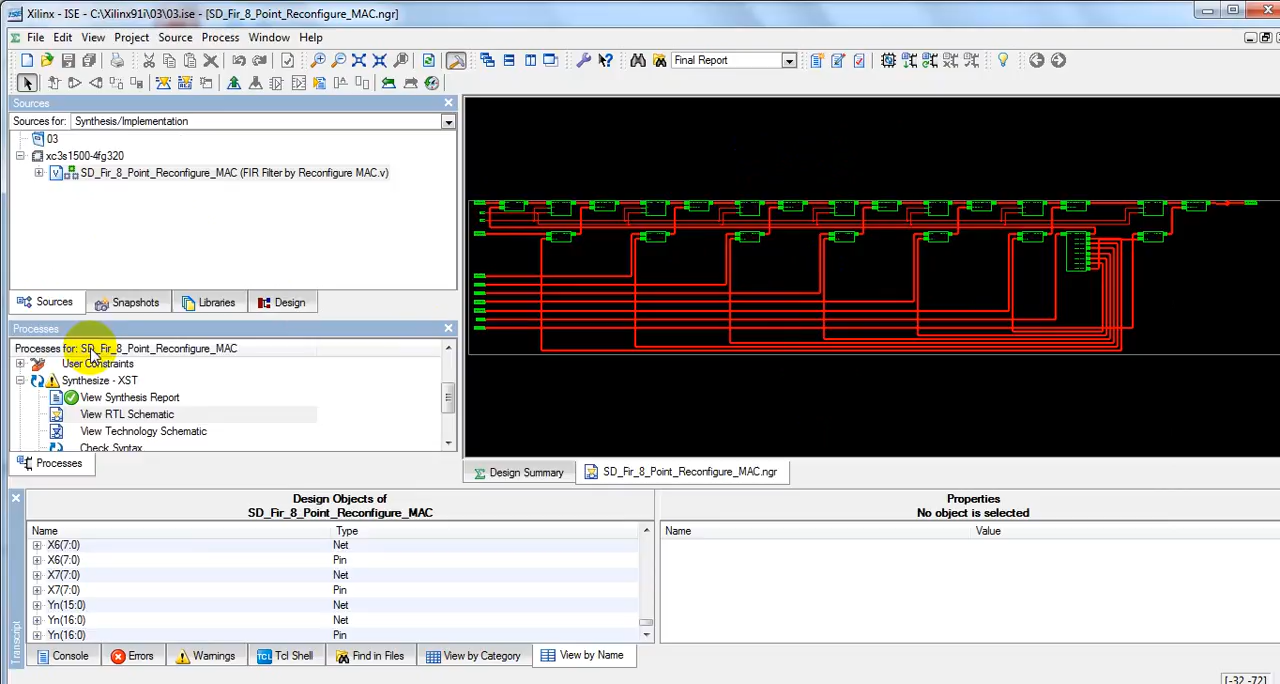 Xilinx - ISE - C:\Xilinx91i\03\03.ise - [SD_Fir_8_Point_Reconfigure_MAC.ngr]
File Edit View Project Source Process Window Help
Final Report
Sources
Sources for: Synthesis/Implementation
03
xc3s1500-4fg320
SD_Fir_8_Point_Reconfigure_MAC (FIR Filter by Reconfigure MAC.v)
Sources Snapshots Libraries Design
Processes
Processes for: SD_Fir_8_Point_Reconfigure_MAC
User Constraints
Synthesize - XST
View Synthesis Report
View RTL Schematic
View Technology Schematic
Check Syntax
Processes
Design Summary SD_Fir_8_Point_Reconfigure_MAC.ngr
Transcript
Design Objects of
SD_Fir_8_Point_Reconfigure_MAC
Name Type
X6(7:0) Net
X6(7:0) Pin
X7(7:0) Net
X7(7:0) Pin
Yn(15:0) Net
Yn(16:0) Net
Yn(16:0) Pin
Properties
No object is selected
Name Value
Console Errors Warnings Tcl Shell Find in Files View by Category View by Name
[-32,-72]